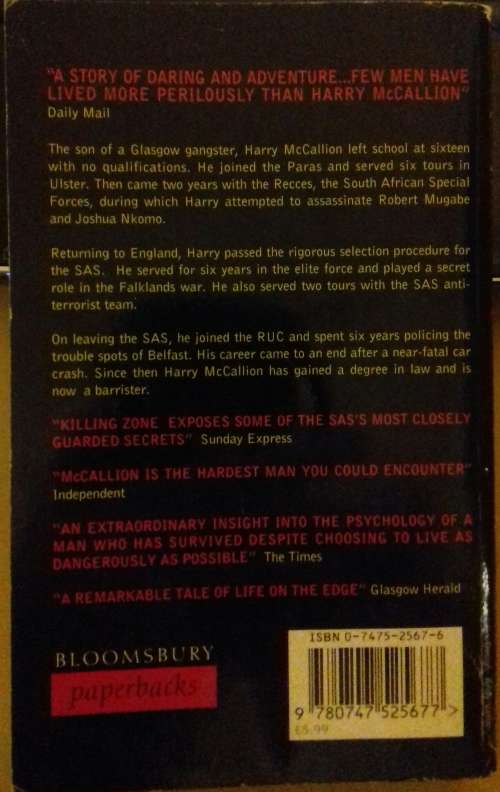 "A STORY OF DARING AND ADVENTURE...FEW MEN HAVE
LIVED MORE PERILOUSLY THAN HARRY McCALLION"
Daily Mail
The son of a Glasgow gangster, Harry McCallion left school at sixteen
with no qualifications. He joined the Paras and served six tours in
Ulster. Then came two years with the Recces, the South African Special
Forces, during which Harry attempted to assassinate Robert Mugabe
and Joshua Nkomo.
Returning to England, Harry passed the rigorous selection procedure for
the SAS. He served for six years in the elite force and played a secret
role in the Falklands war. He also served two tours with the SAS anti-
terrorist team.
On leaving the SAS, he joined the RUC and spent six years policing the
trouble spots of Belfast. His career came to an end after a near-fatal car
crash. Since then Harry McCallion has gained a degree in law and is
now a barrister.
"KILLING ZONE EXPOSES SOME OF THE SAS'S MOST CLOSELY
GUARDED SECRETS" Sunday Express
"McCALLION IS THE HARDEST MAN YOU COULD ENCOUNTER"
Independent
"AN EXTRAORDINARY INSIGHT INTO THE PSYCHOLOGY OF A
MAN WHO HAS SURVIVED DESPITE CHOOSING TO LIVE AS
DANGEROUSLY AS POSSIBLE" The Times
"A REMARKABLE TALE OF LIFE ON THE EDGE" Glasgow Herald
BLOOMSBURY
paperbacks
ISBN 0-7475-2567-6
9 780747 525677 >
£5.99